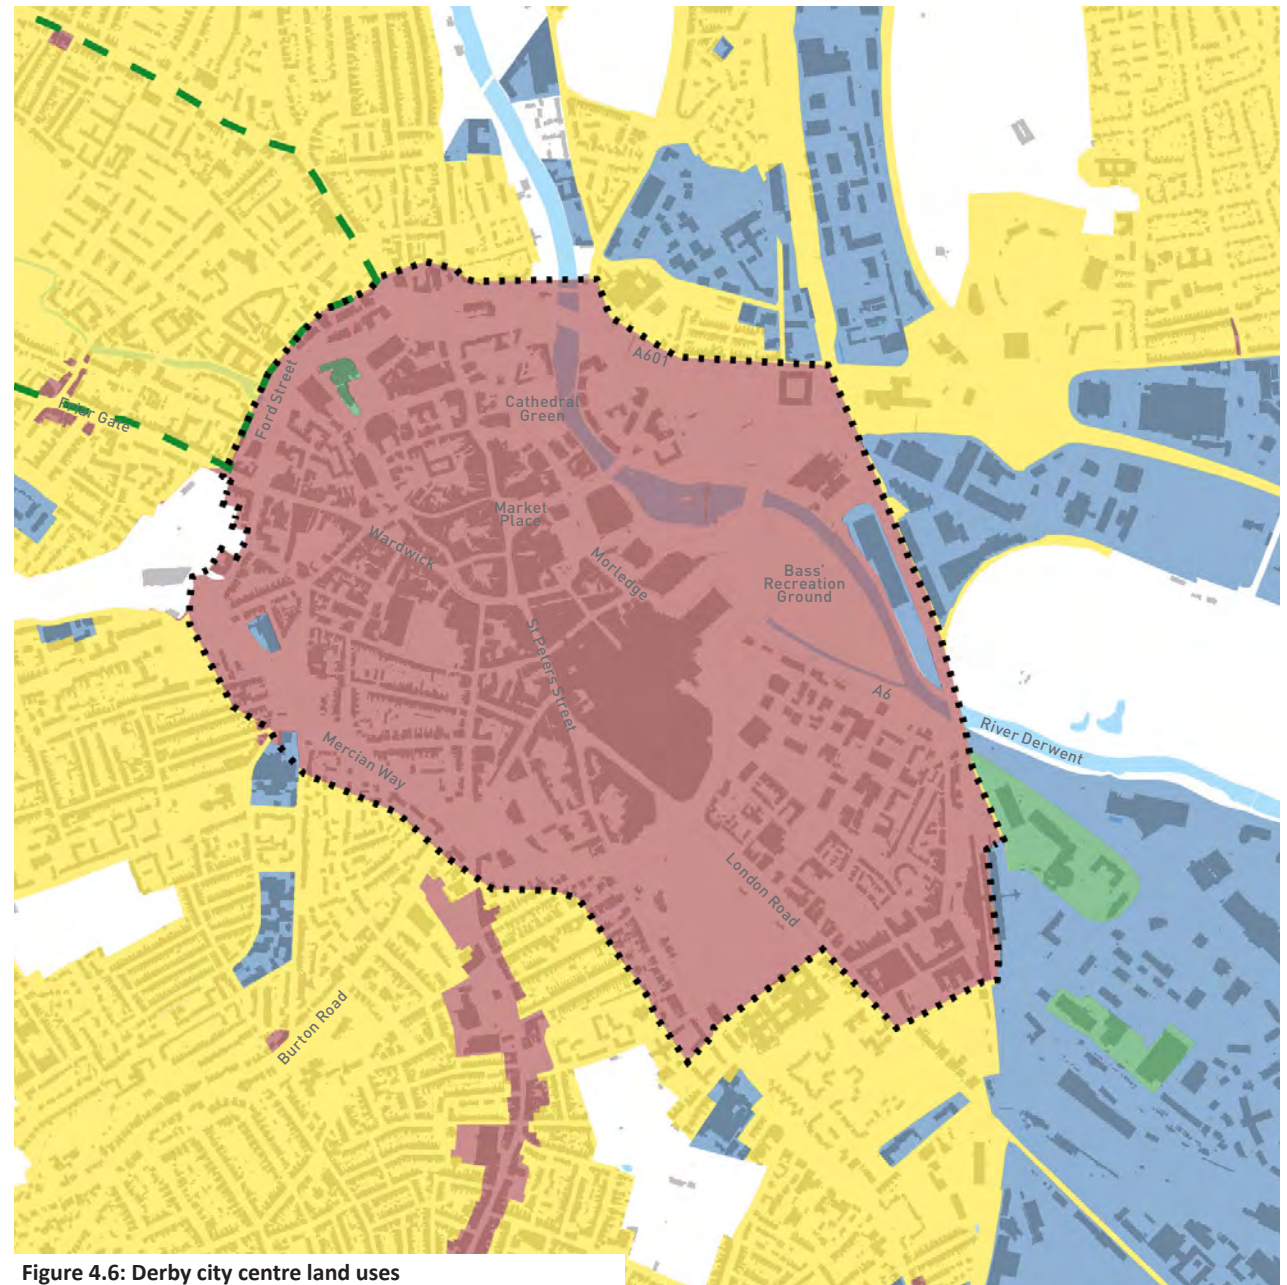 A601
Ford Street
Friar Gate
Cathedral
Green
Market
Place
Wardwick
Morledge
Bass'
Recreation
Ground
St Peters Street
A6
River Derwent
Mercian Way
London Road
Burton Road
Figure 4.6: Derby city centre land uses